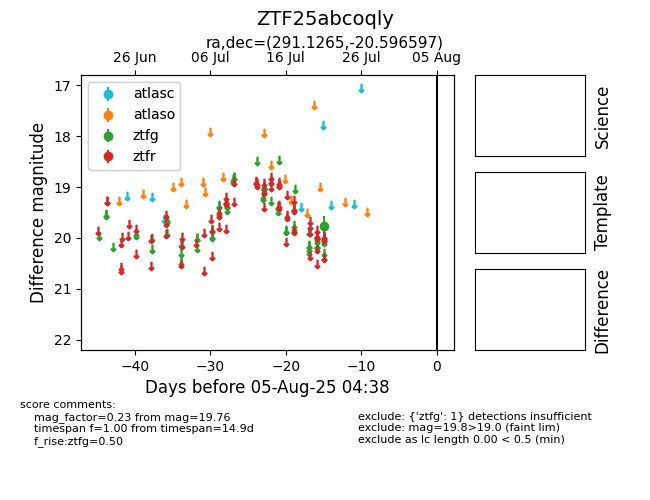 ZTF25abcoqly
ra,dec=(291.1265,-20.596597)
26 Jun 06 Jul 16 Jul 26 Jul 05 Aug
atlasc
atlaso
ztfg
ztfr
17
18
19
20
21
22
Difference magnitude
−40 −30 −20 −10 0
Days before 05-Aug-25 04:38
Science
Template
Difference
score comments:
mag_factor=0.23 from mag=19.76
timespan f=1.00 from timespan=14.9d
f_rise:ztfg=0.50
exclude: {'ztfg': 1} detections insufficient
exclude: mag=19.8>19.0 (faint lim)
exclude as lc length 0.00 < 0.5 (min)